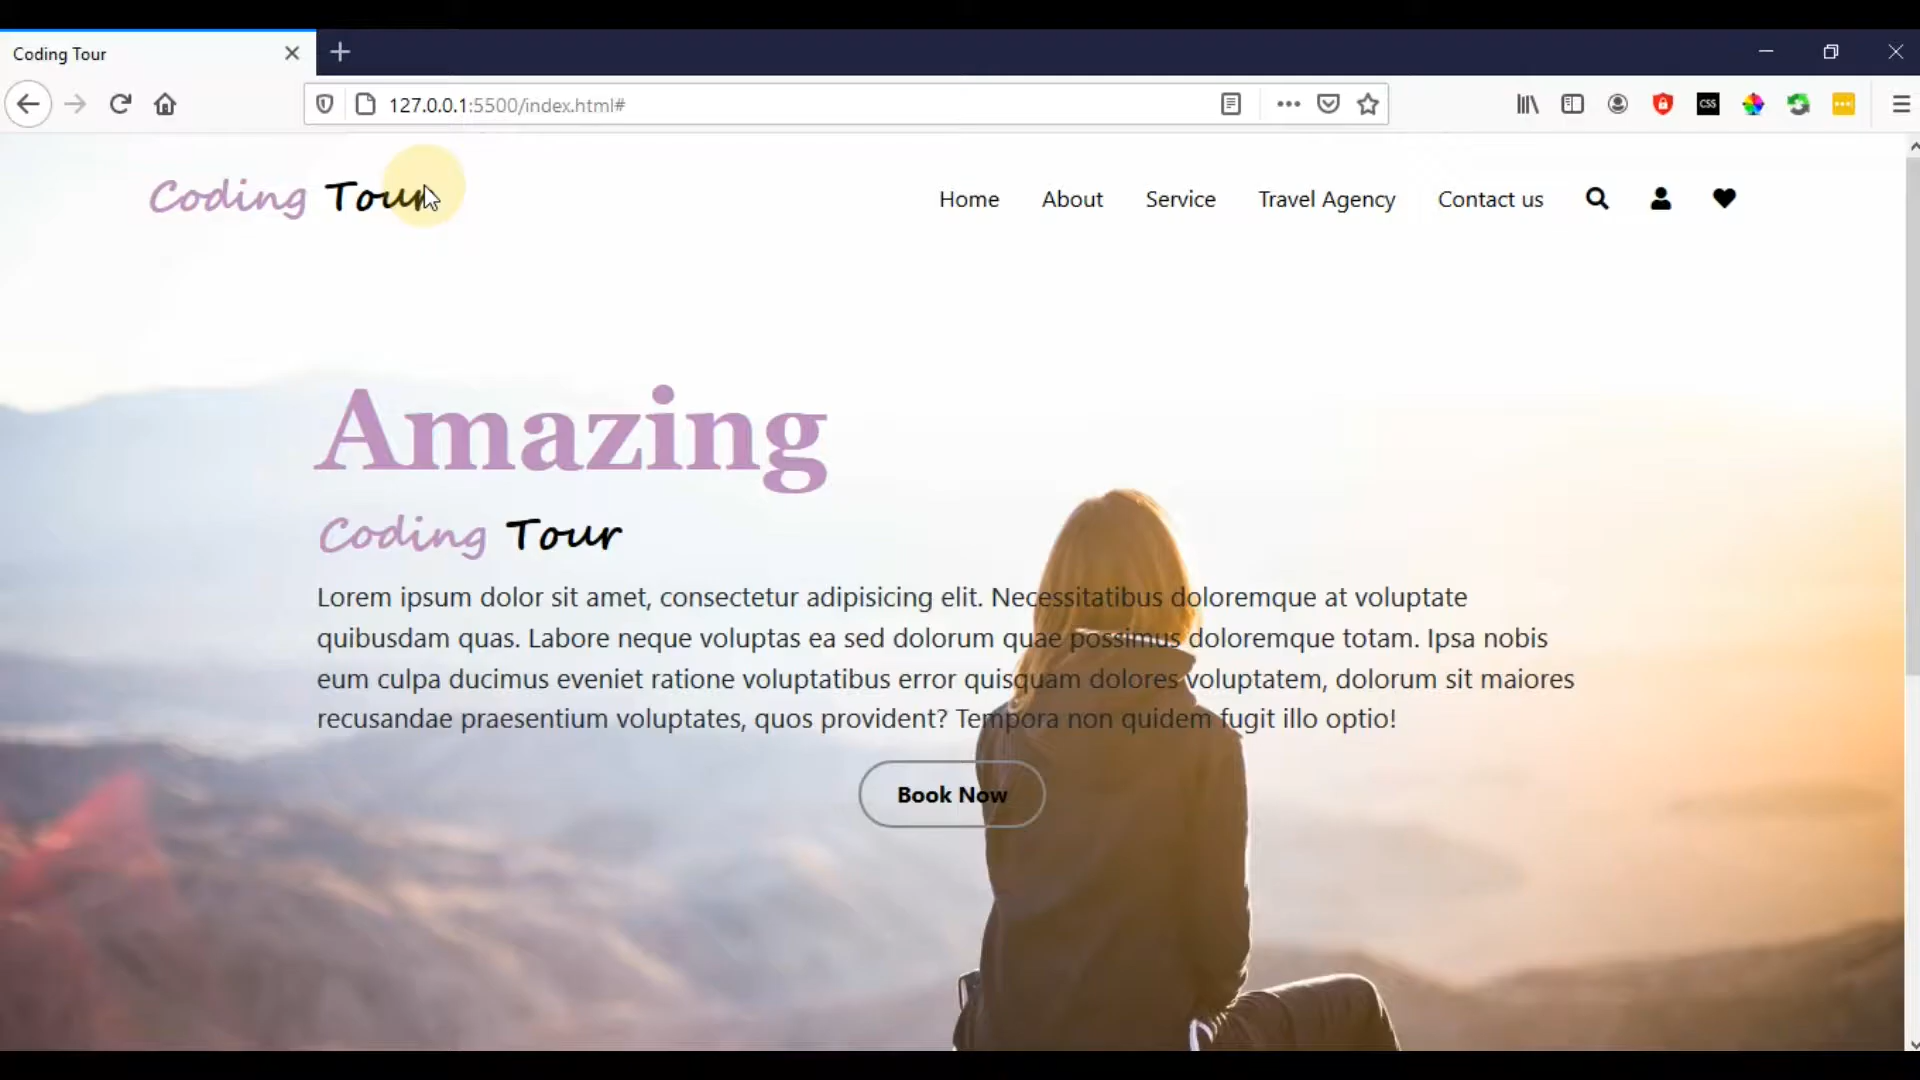 Coding Tour
127.0.0.1:5500/index.html#
CSS
Coding Tour
Home About Service Travel Agency Contact us
Amazing
Coding Tour
Lorem ipsum dolor sit amet, consectetur adipisicing elit. Necessitatibus doloremque at voluptate
quibusdam quas. Labore neque voluptas ea sed dolorum quae possimus doloremque totam. Ipsa nobis
eum culpa ducimus eveniet ratione voluptatibus error quisquam dolores voluptatem, dolorum sit maiores
recusandae praesentium voluptates, quos provident? Tempora non quidem fugit illo optio!
Book Now